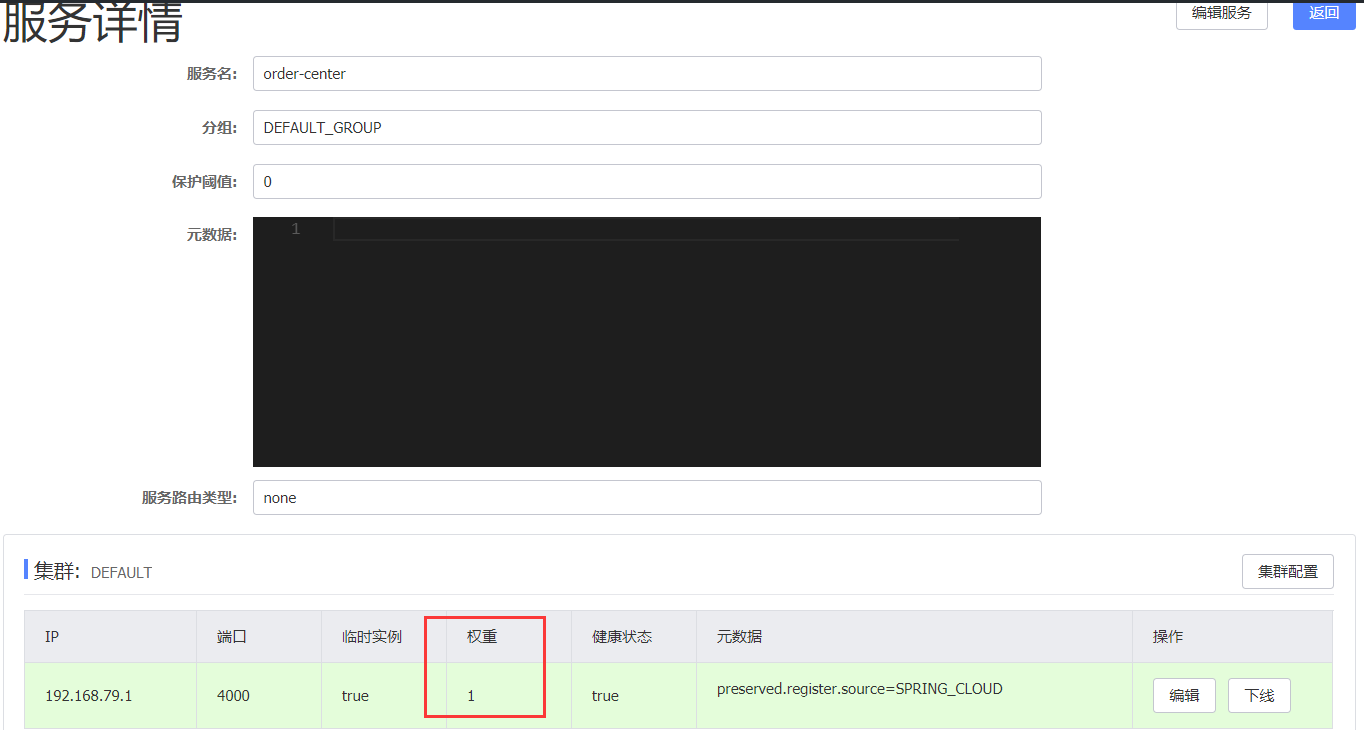 服务详情
编辑服务
返回
服务名: order-center
分组: DEFAULT_GROUP
保护阈值: 0
元数据: 1
服务路由类型: none
集群: DEFAULT
集群配置
IP 端口 临时实例 权重 健康状态 元数据 操作
192.168.79.1 4000 true 1 true preserved.register.source=SPRING_CLOUD 编辑 下线